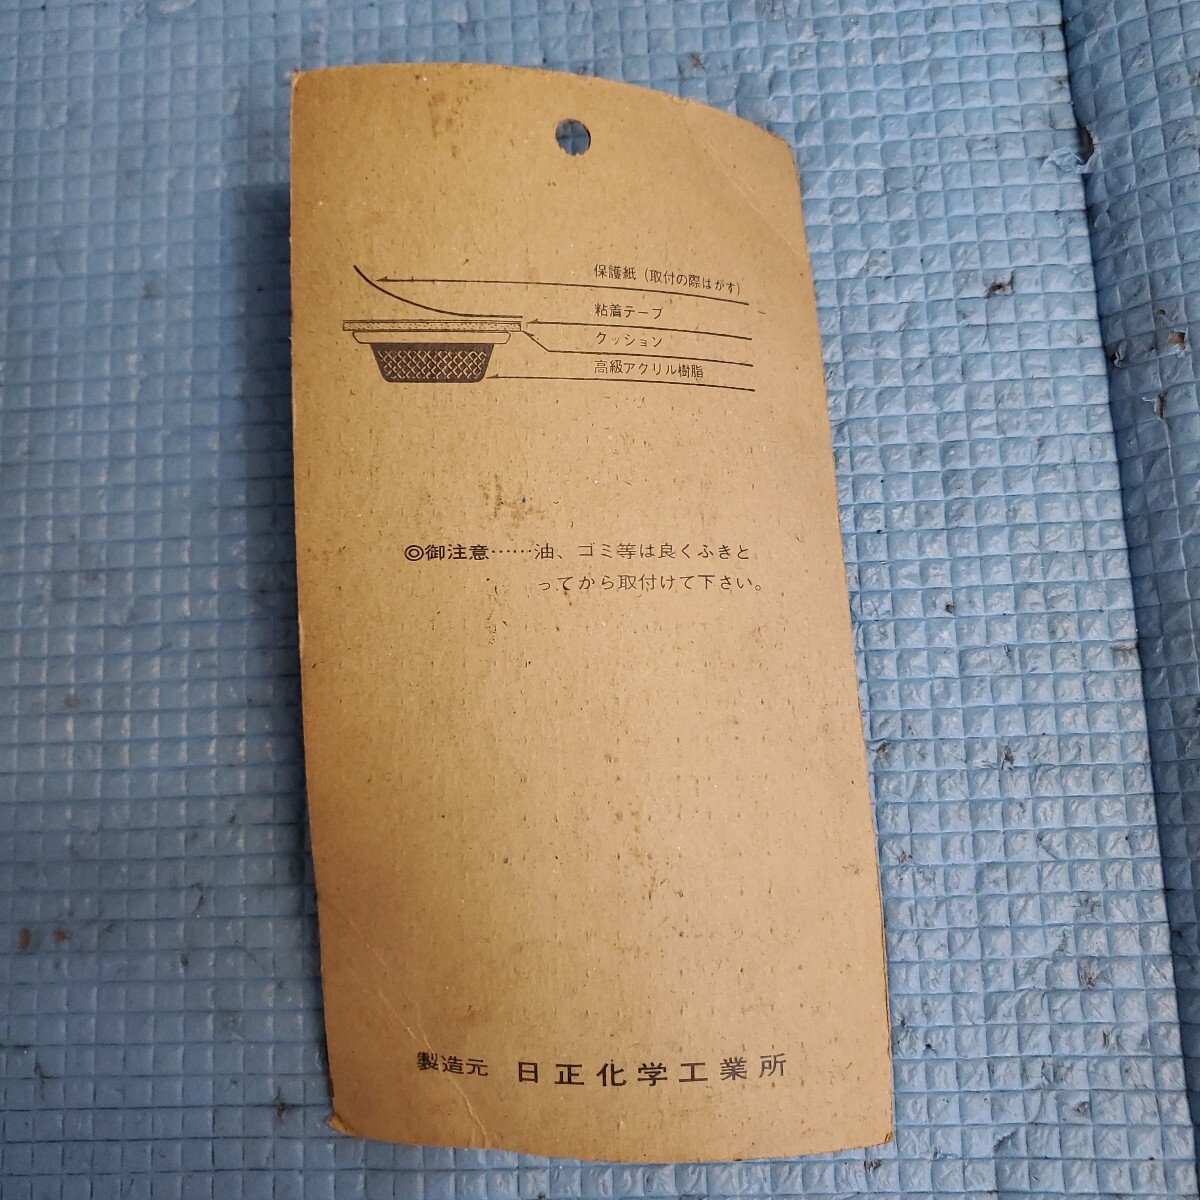 保護紙（取付の際はがす）
粘着テープ
クッション
高級アクリル樹脂
◎御注意……油、ゴミ等は良くふきと
ってから取付けて下さい。
製造元 日正化学工業所